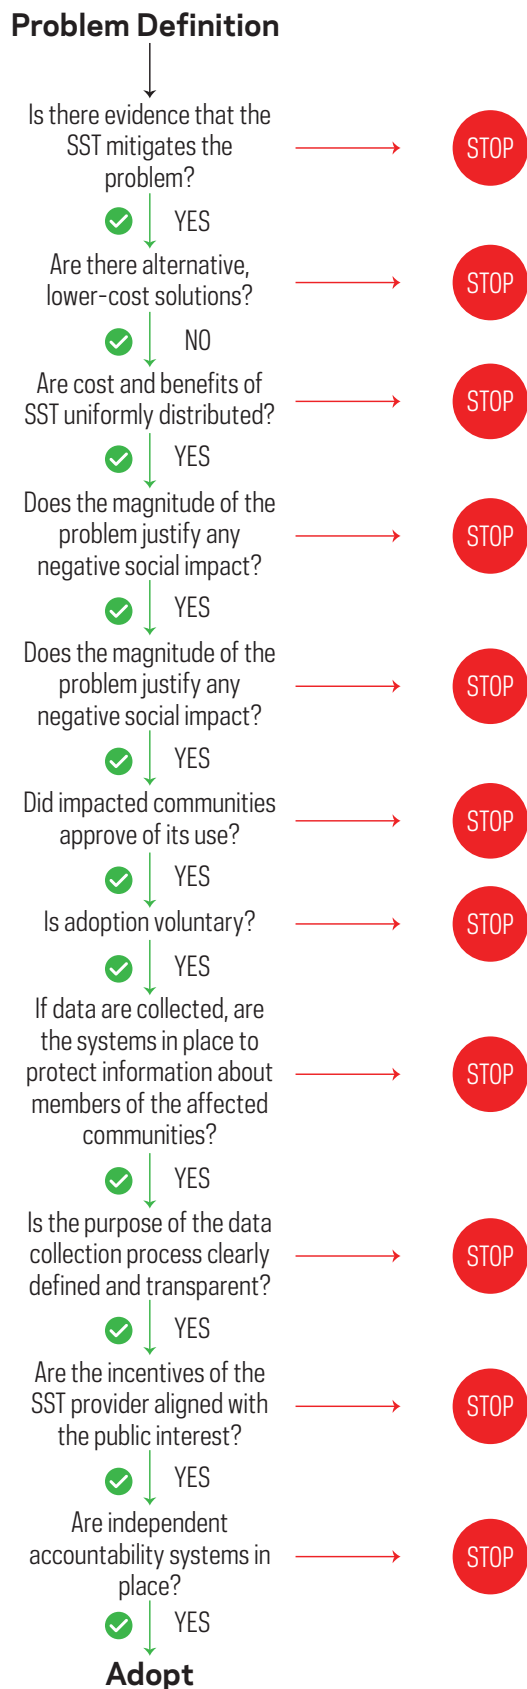 Problem Definition
Is there evidence that the
SST mitigates the
problem?
STOP
YES
Are there alternative,
lower-cost solutions?
STOP
NO
Are cost and benefits of
SST uniformly distributed?
STOP
YES
Does the magnitude of the
problem justify any
negative social impact?
STOP
YES
Does the magnitude of the
problem justify any
negative social impact?
STOP
YES
Did impacted communities
approve of its use?
STOP
YES
Is adoption voluntary?
STOP
YES
If data are collected, are
the systems in place to
protect information about
members of the affected
communities?
STOP
YES
Is the purpose of the data
collection process clearly
defined and transparent?
STOP
YES
Are the incentives of the
SST provider aligned with
the public interest?
STOP
YES
Are independent
accountability systems in
place?
STOP
YES
Adopt